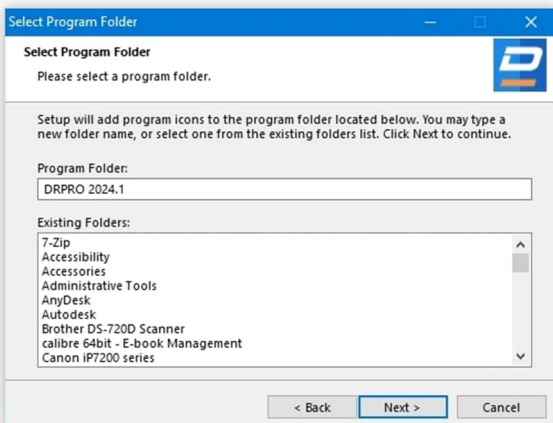 Select Program Folder
Select Program Folder
Please select a program folder.
Setup will add program icons to the program folder located below. You may type a
new folder name, or select one from the existing folders list. Click Next to continue.
Program Folder:
DRPRO 2024.1
Existing Folders:
7-Zip
Accessibility
Accessories
Administrative Tools
AnyDesk
Autodesk
Brother DS-720D Scanner
calibre 64bit - E-book Management
Canon iP7200 series
< Back Next > Cancel